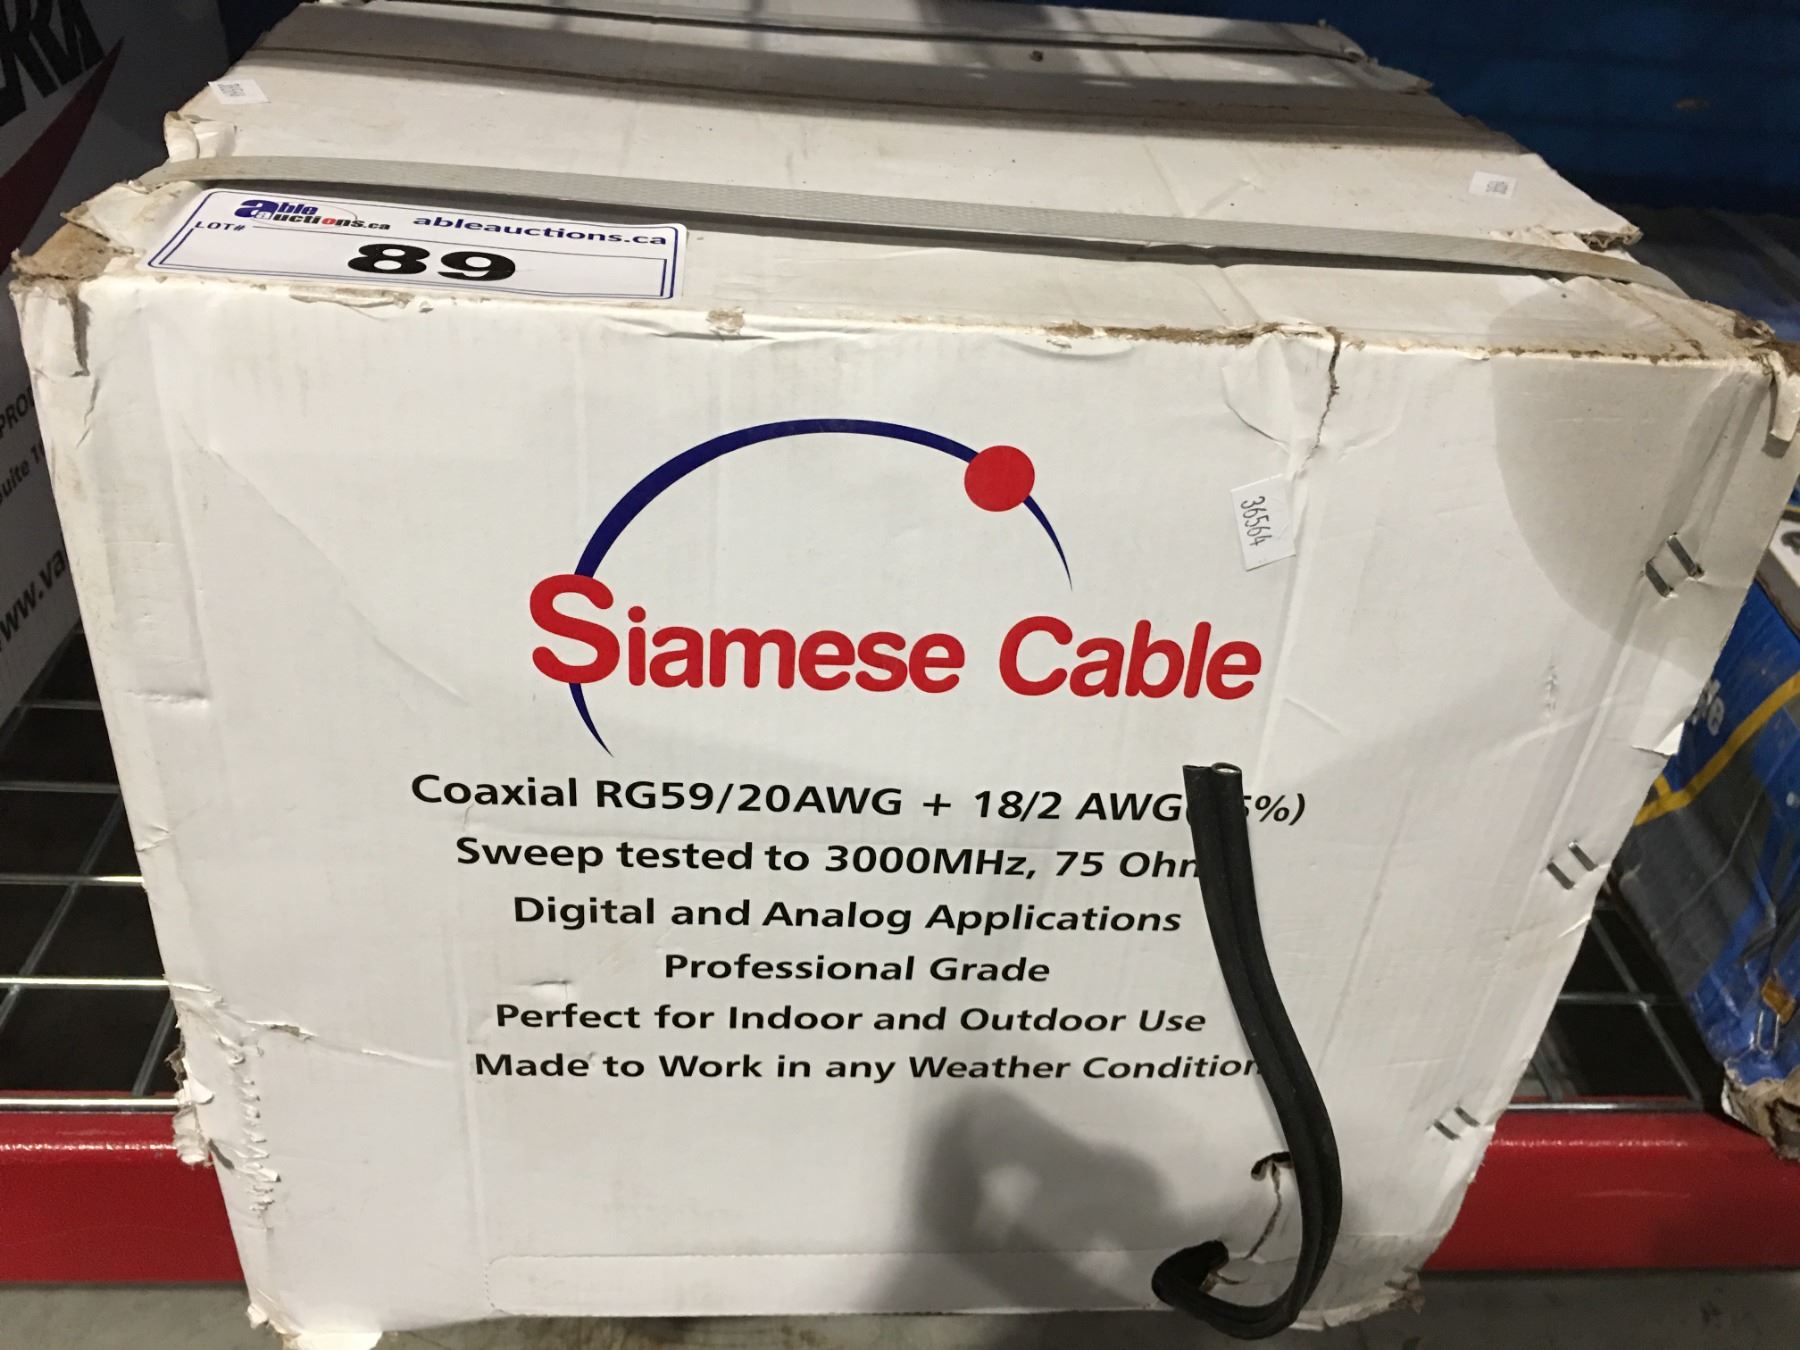 able auctions.ca ableauctions.ca
LOT# 89
36564
Siamese Cable
Coaxial RG59/20AWG + 18/2 AWG( 5%)
Sweep tested to 3000MHz, 75 Ohm
Digital and Analog Applications
Professional Grade
Perfect for Indoor and Outdoor Use
Made to Work in any Weather Condition